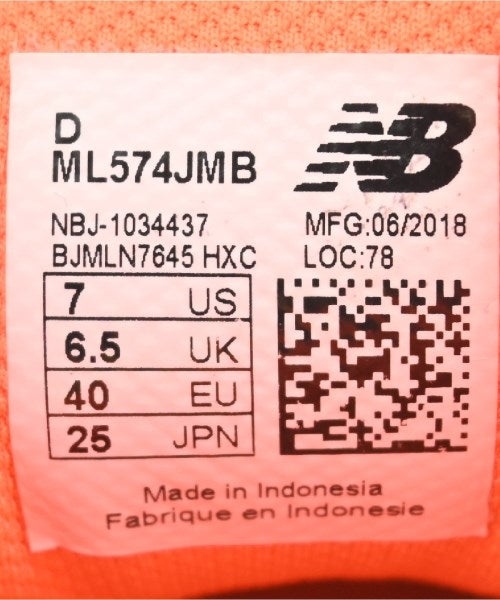 D
ML574JMB
NB
NBJ-1034437
MFG:06/2018
BJMLN7645 HXC
LOC:78
7 US
6.5 UK
40 EU
25 JPN
Made in Indonesia
Fabrique en Indonesie